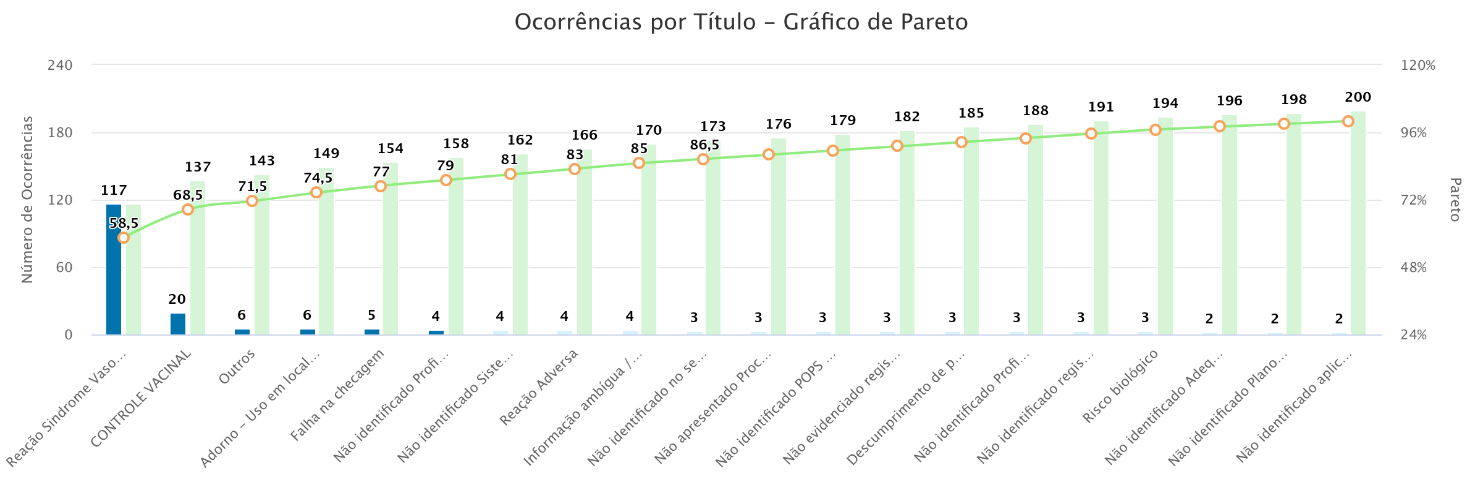 Ocorrências por Título – Gráfico de Pareto
240
180
120
60
0
Número de Ocorrências
120%
96%
72%
48%
24%
Pareto
117
137
143
149
154
158
162
166
170
173
176
179
182
185
188
191
194
196
198
200
58,5
68,5
71,5
74,5
77
79
81
83
85
86,5
20
6
6
5
4
4
4
4
3
3
3
3
3
3
3
3
2
2
2
Reação Sindrome Vaso...
CONTROLE VACINAL
Outros
Adorno – Uso em local...
Falha na checagem
Não identificado Profi...
Não identificado Siste...
Reação Adversa
Informação ambígua /...
Não identificado no se...
Não apresentado Proc...
Não identificado POPS ...
Não evidenciado regis...
Descumprimento de p...
Não identificado Profi...
Não identificado regis...
Risco biológico
Não identificado Adeq...
Não identificado Plano...
Não identificado aplic...